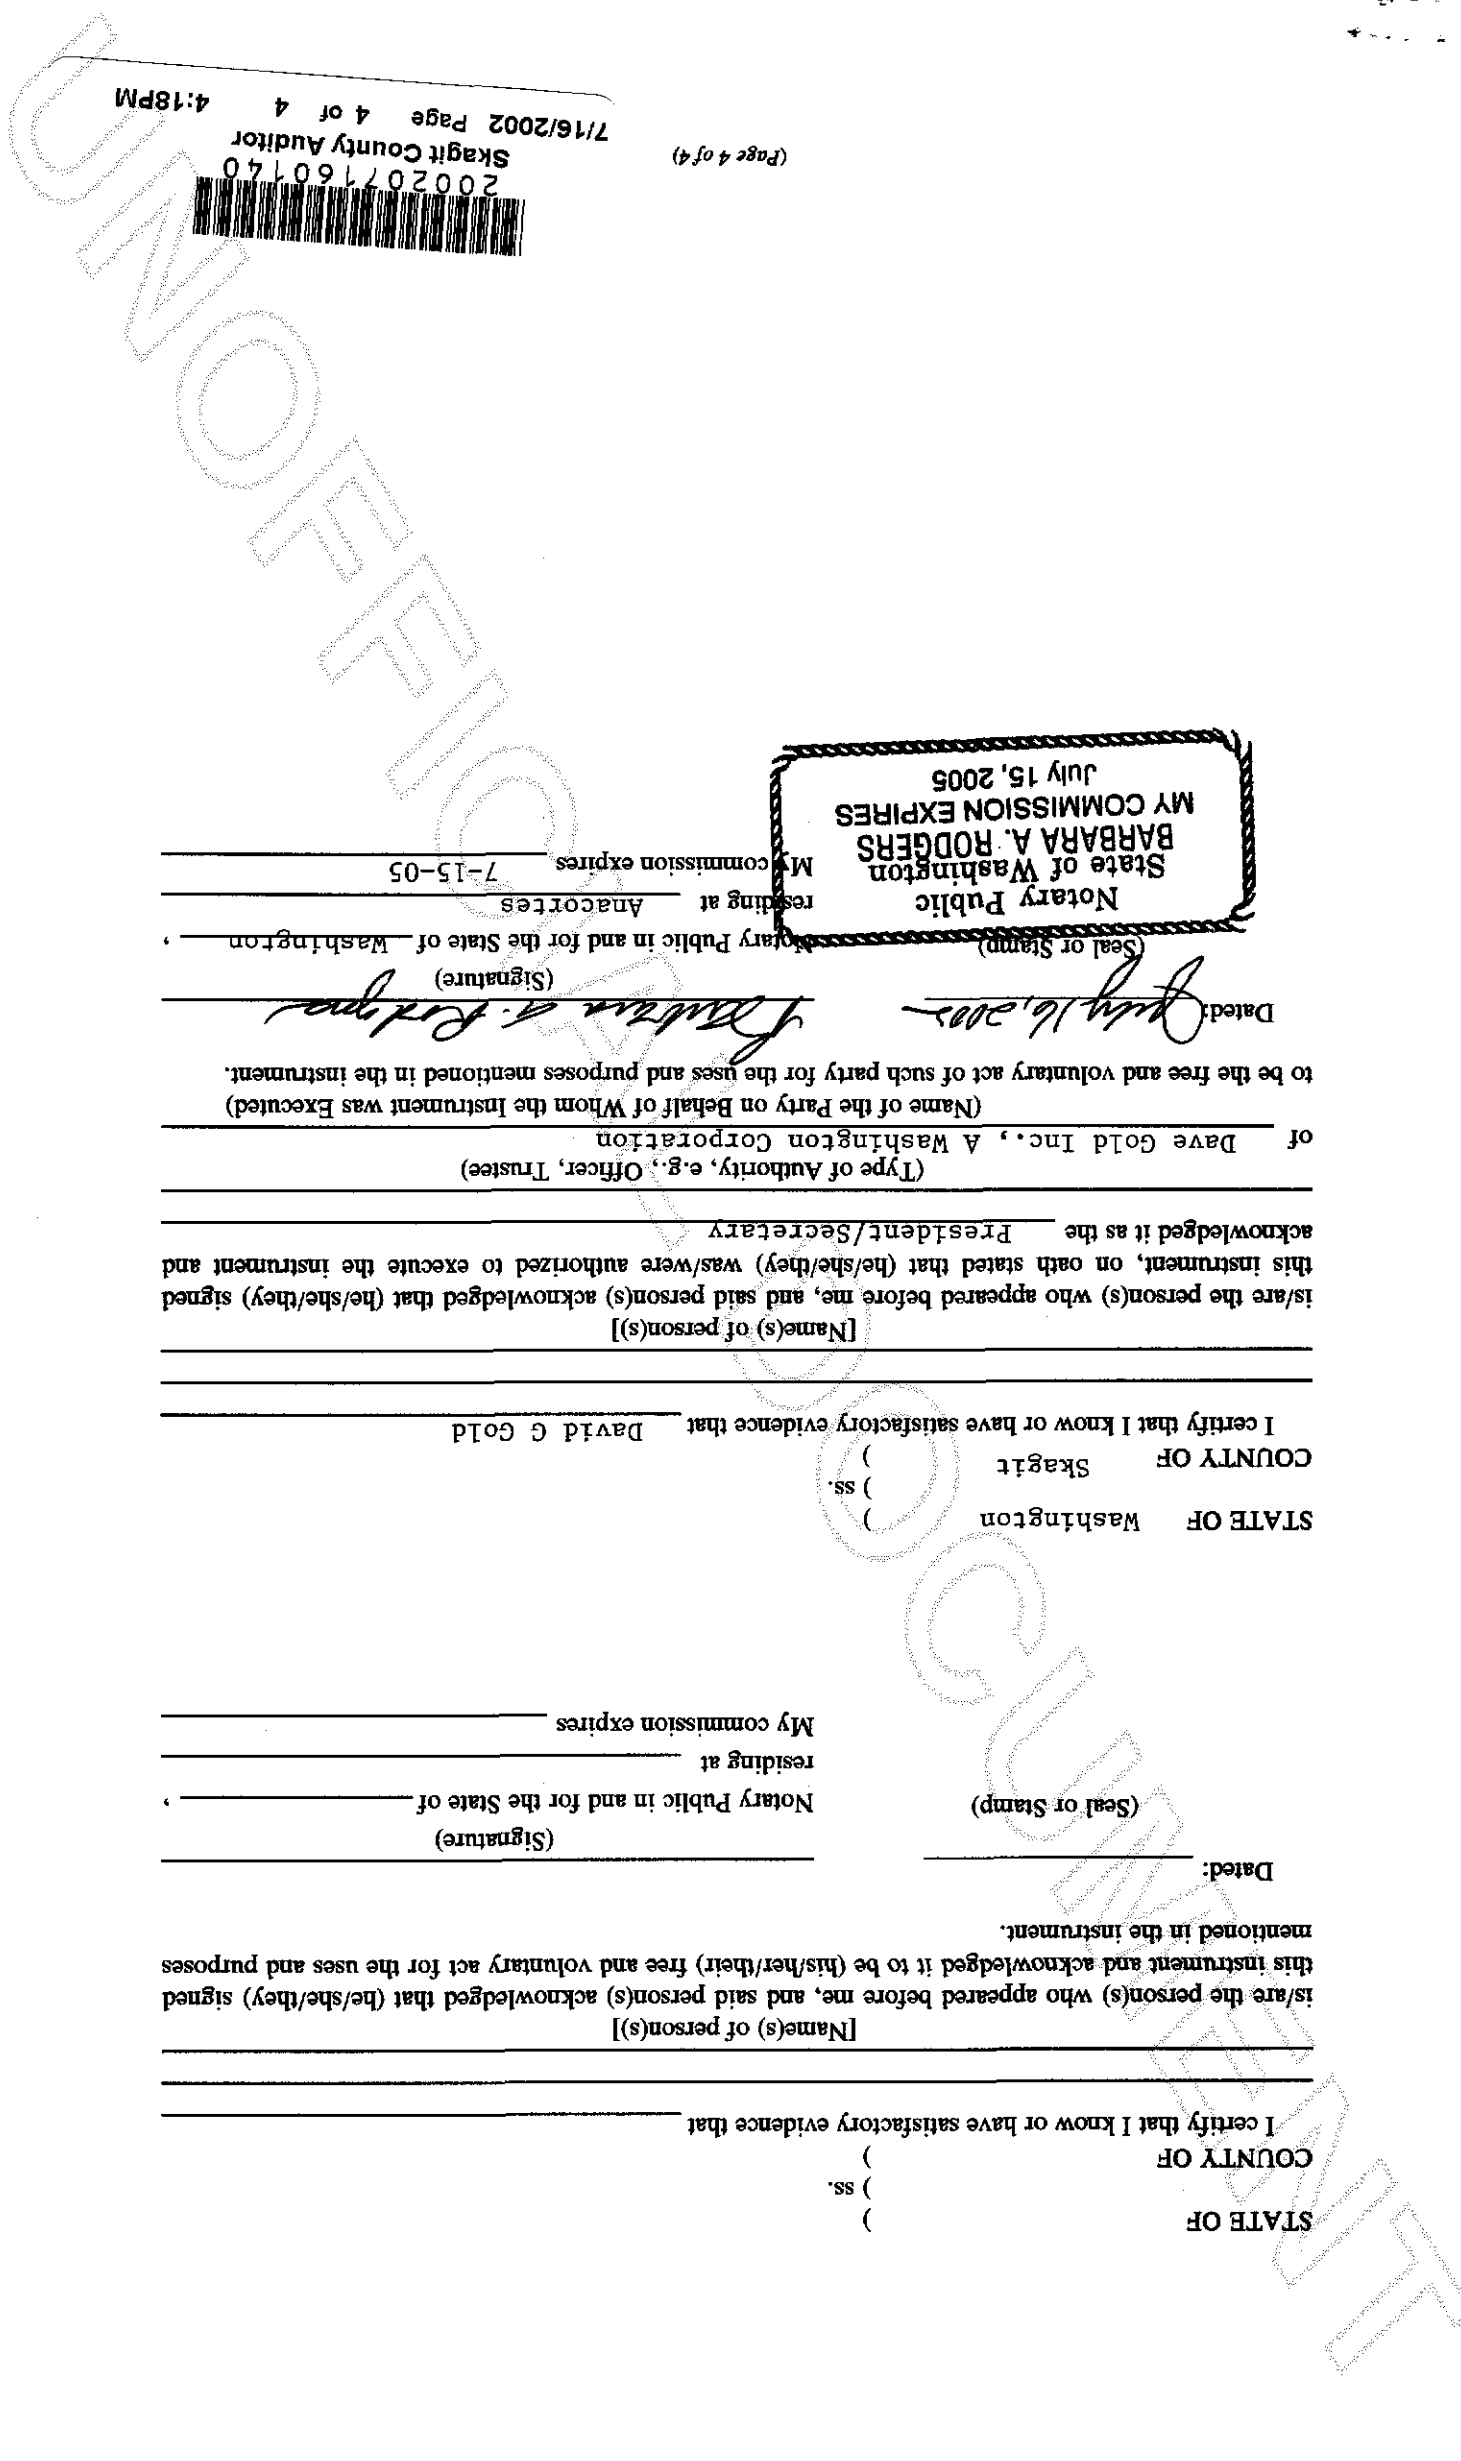 STATE OF )
) ss.
COUNTY OF )
I certify that I know or have satisfactory evidence that
[Name(s) of person(s)]
is/are the person(s) who appeared before me, and said person(s) acknowledged that (he/she/they) signed
this instrument and acknowledged it to be (his/her/their) free and voluntary act for the uses and purposes
mentioned in the instrument.
Dated:
(Signature)
(Seal or Stamp) Notary Public in and for the State of ,
residing at
My commission expires
STATE OF Washington )
) ss.
COUNTY OF Skagit )
I certify that I know or have satisfactory evidence that David G Gold
[Name(s) of person(s)]
is/are the person(s) who appeared before me, and said person(s) acknowledged that (he/she/they) signed
this instrument, on oath stated that (he/she/they) was/were authorized to execute the instrument and
acknowledged it as the President/Secretary
(Type of Authority, e.g., Officer, Trustee)
of Dave Gold Inc., A Washington Corporation
(Name of the Party on Behalf of Whom the Instrument was Executed)
to be the free and voluntary act of such party for the uses and purposes mentioned in the instrument.
Dated: July 16, 2002 Barbara A. Rodgers
(Signature)
(Seal or Stamp) Notary Public in and for the State of Washington ,
residing at Anacortes
My commission expires 7-15-05
Notary Public
State of Washington
BARBARA A. RODGERS
MY COMMISSION EXPIRES
July 15, 2005
(Page 4 of 4)
200207160140
Skagit County Auditor
7/16/2002 Page 4 of 4 4:18PM
UNOFFICIAL DOCUMENT